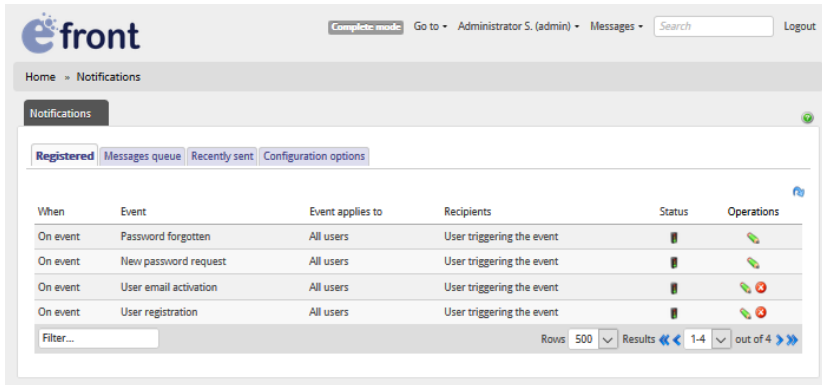 efront
Complete mode Go to Administrator S. (admin) Messages Search Logout
Home » Notifications
Notifications
Registered Messages queue Recently sent Configuration options
When Event Event applies to Recipients Status Operations
On event Password forgotten All users User triggering the event
On event New password request All users User triggering the event
On event User email activation All users User triggering the event
On event User registration All users User triggering the event
Filter... Rows 500 Results 1-4 out of 4